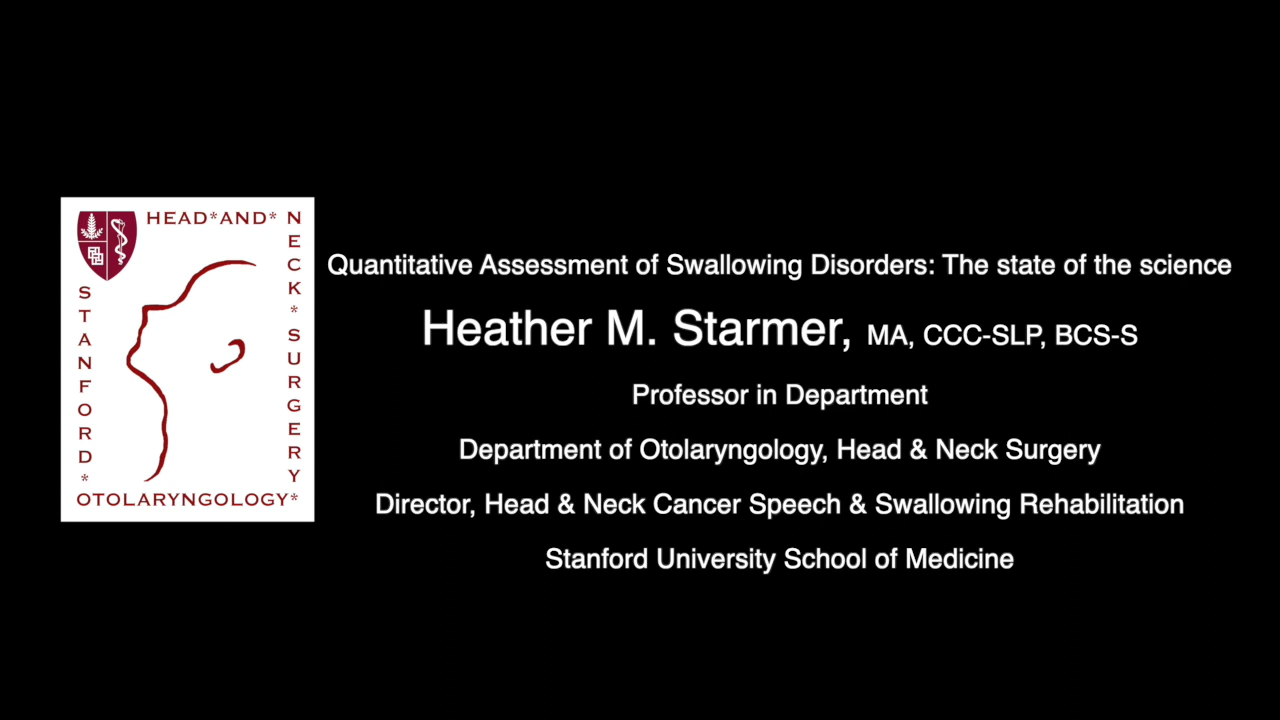 HEAD*AND*
NECK*SURGERY*
STANFORD*
OTOLARYNGOLOGY*
Quantitative Assessment of Swallowing Disorders: The state of the science
Heather M. Starmer, MA, CCC-SLP, BCS-S
Professor in Department
Department of Otolaryngology, Head & Neck Surgery
Director, Head & Neck Cancer Speech & Swallowing Rehabilitation
Stanford University School of Medicine